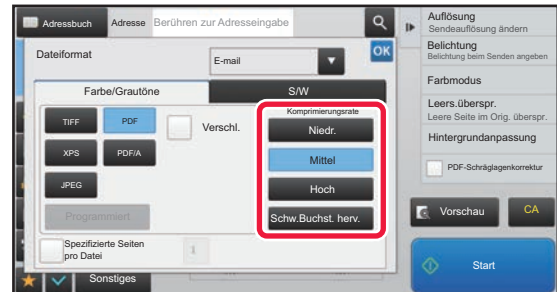 Adressbuch
Adresse
Berühren zur Adresseingabe
Dateiformat
E-mail
OK
Farbe/Grautöne
S/W
TIFF
PDF
Verschl.
XPS
PDF/A
JPEG
Programmiert
Komprimierungsrate
Niedr.
Mittel
Hoch
Schw.Buchst. herv.
Spezifizierte Seiten
pro Datei
1
Sonstiges
Auflösung
Sendeauflösung ändern
Belichtung
Belichtung beim Senden angeben
Farbmodus
Leers.überspr.
Leere Seite im Orig. überspr.
Hintergrundanpassung
PDF-Schräglagenkorrektur
Vorschau
CA
Start